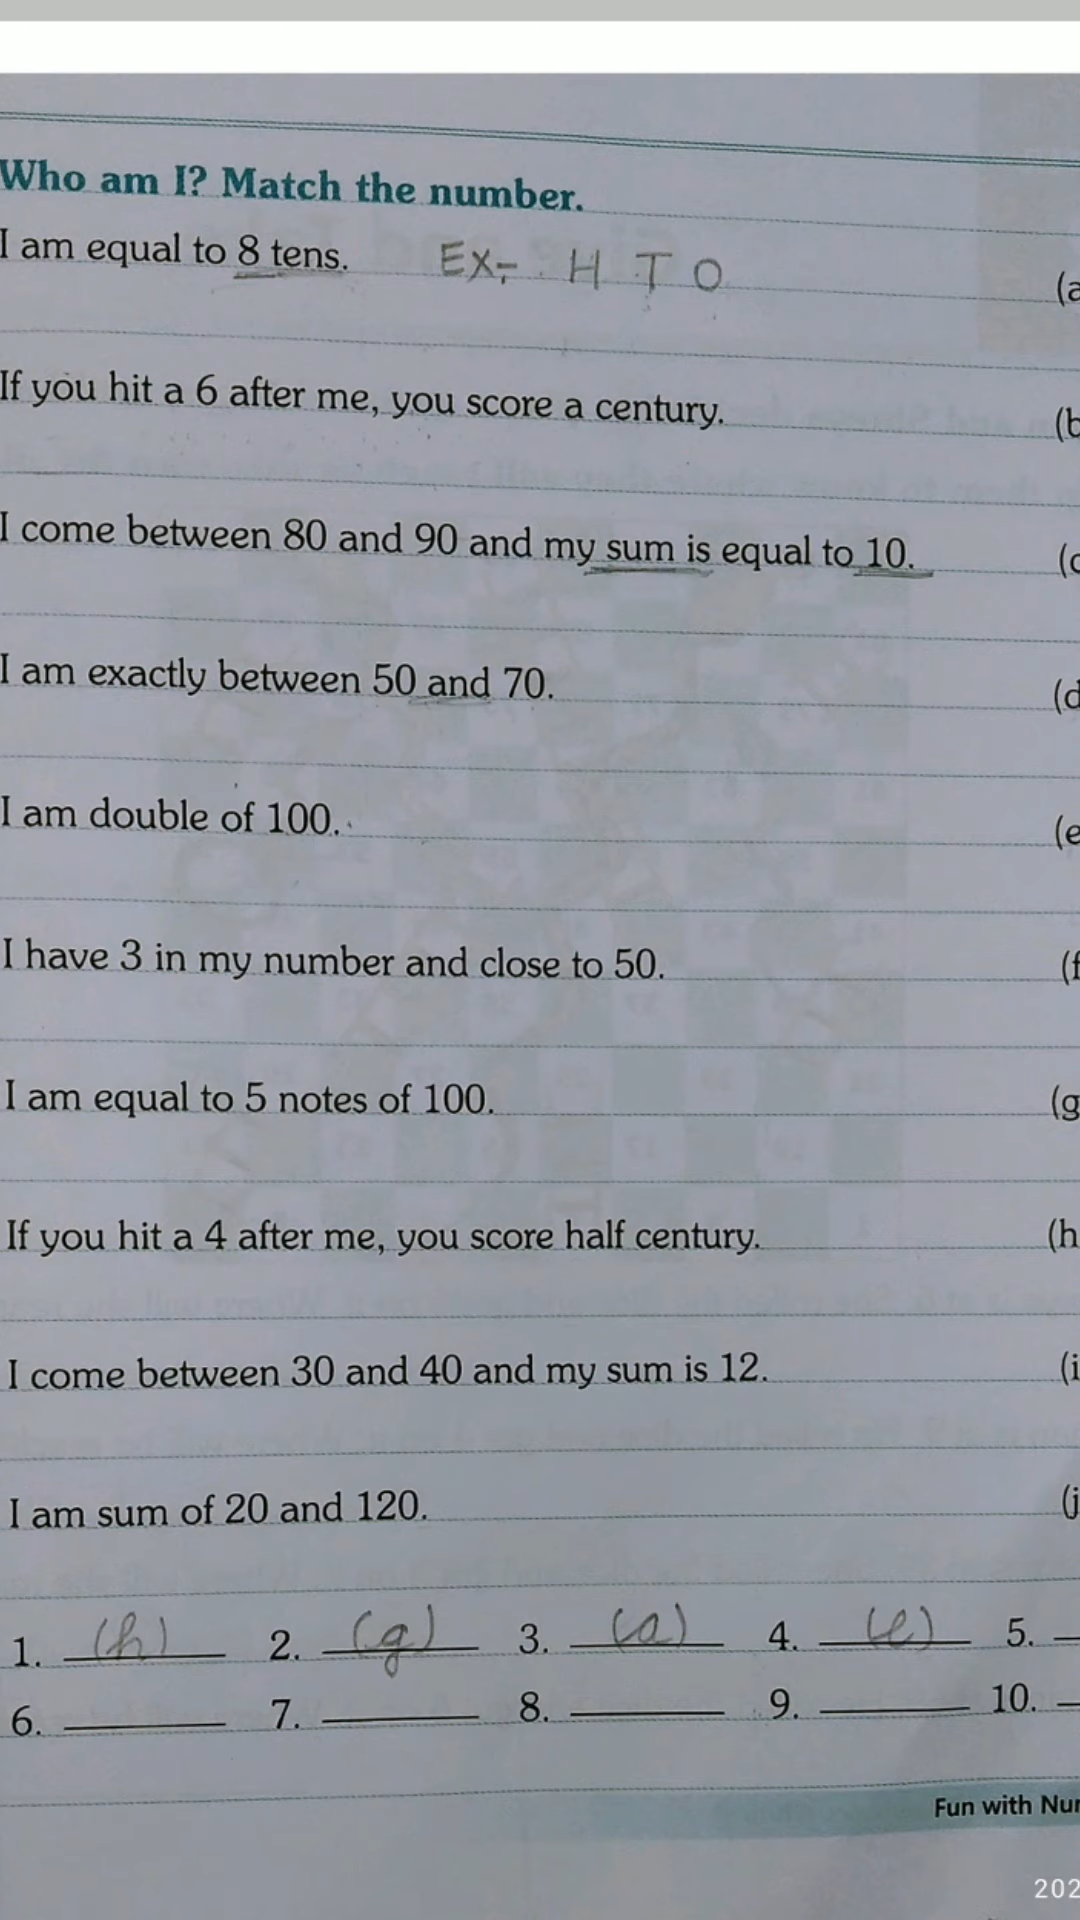 Who am I? Match the number.
I am equal to 8 tens. Ex:- H T O (a
If you hit a 6 after me, you score a century. (b
I come between 80 and 90 and my sum is equal to 10. (c
I am exactly between 50 and 70. (d
I am double of 100. (e
I have 3 in my number and close to 50. (f
I am equal to 5 notes of 100. (g
If you hit a 4 after me, you score half century. (h
I come between 30 and 40 and my sum is 12. (i
I am sum of 20 and 120. (j
1. (h) 2. (g) 3. (a) 4. (e) 5.
6. 7. 8. 9. 10.
Fun with
202